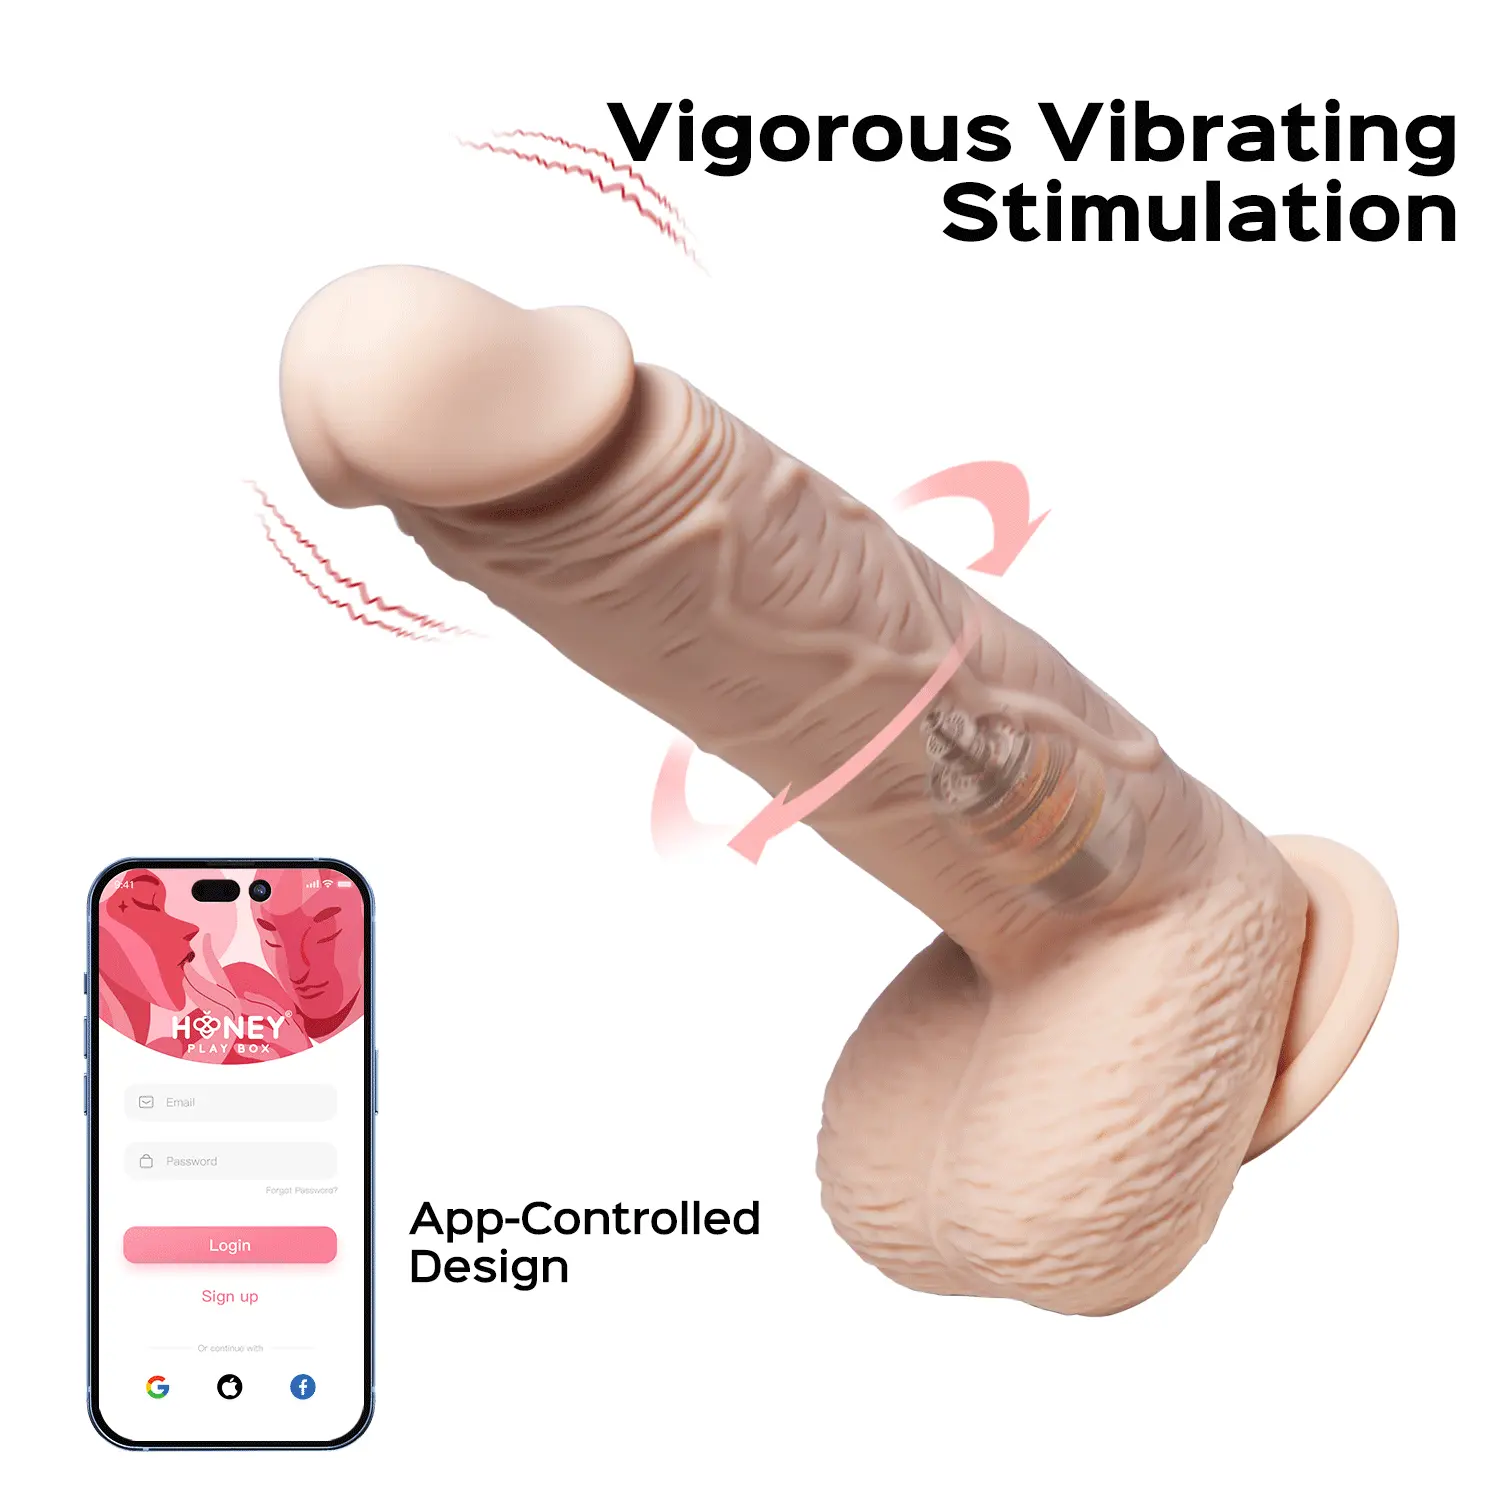 Vigorous Vibrating
Stimulation
9:41
HONEY®
PLAY BOX
Email
Password
Forgot Password?
Login
Sign up
Or continue with
App-Controlled
Design